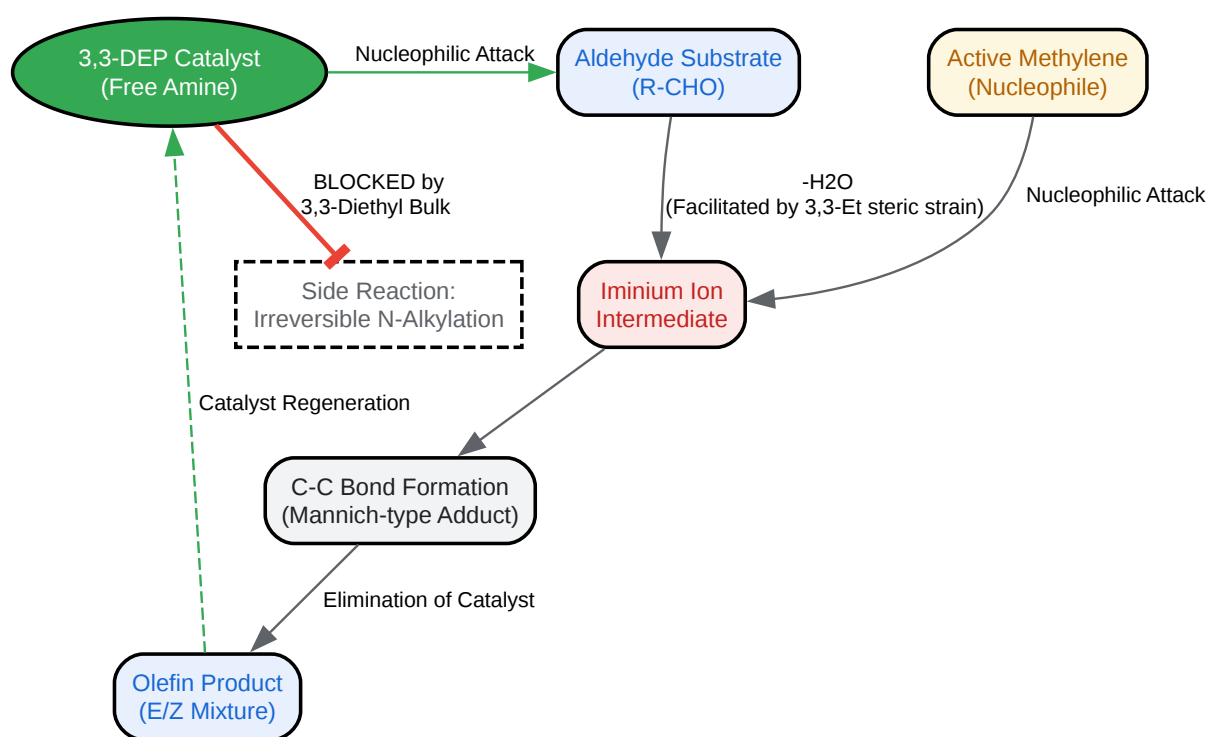 3,3-DEP Catalyst
(Free Amine)
Nucleophilic Attack
Aldehyde Substrate
(R-CHO)
Active Methylene
(Nucleophile)
BLOCKED by
3,3-Diethyl Bulk
-H2O
(Facilitated by 3,3-Et steric strain)
Nucleophilic Attack
Side Reaction:
Irreversible N-Alkylation
Iminium Ion
Intermediate
Catalyst Regeneration
C-C Bond Formation
(Mannich-type Adduct)
Elimination of Catalyst
Olefin Product
(E/Z Mixture)